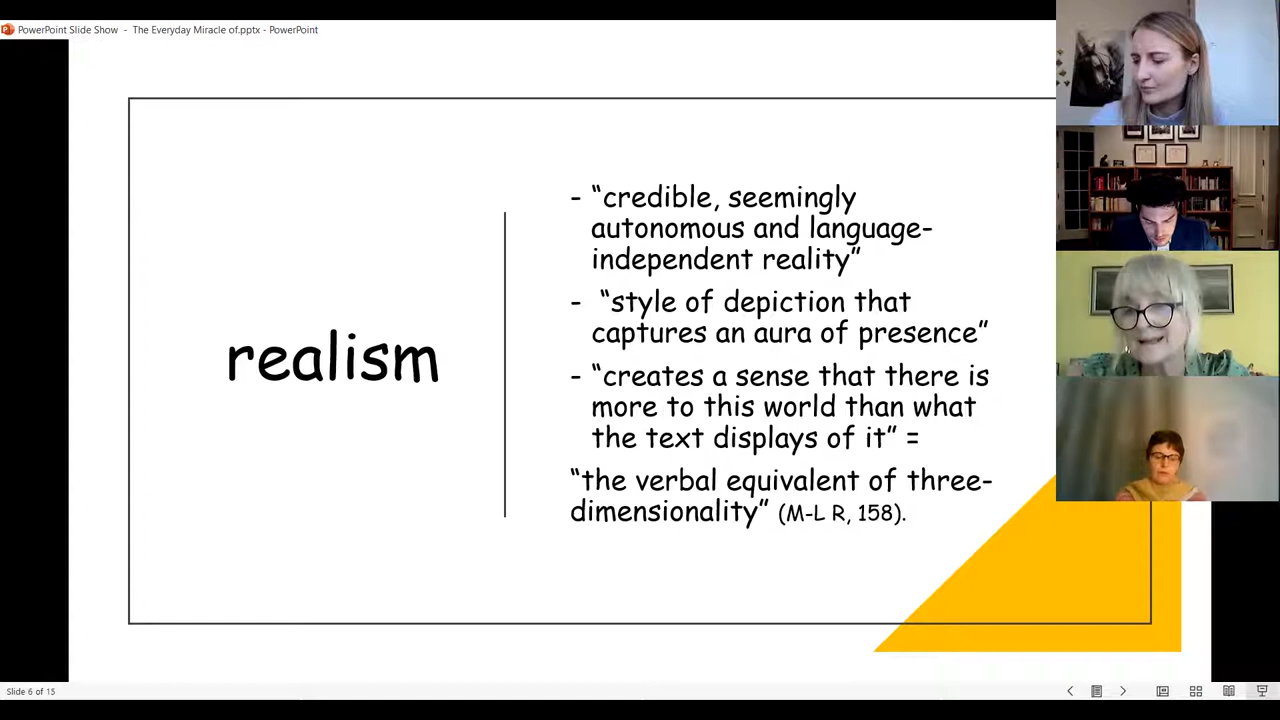 PowerPoint Slide Show - The Everyday Miracle of.pptx - PowerPoint
realism
- “credible, seemingly
autonomous and language-
independent reality”
- “style of depiction that
captures an aura of presence”
- “creates a sense that there is
more to this world than what
the text displays of it” =
“the verbal equivalent of three-
dimensionality” (M-L R, 158).
Slide 6 of 15